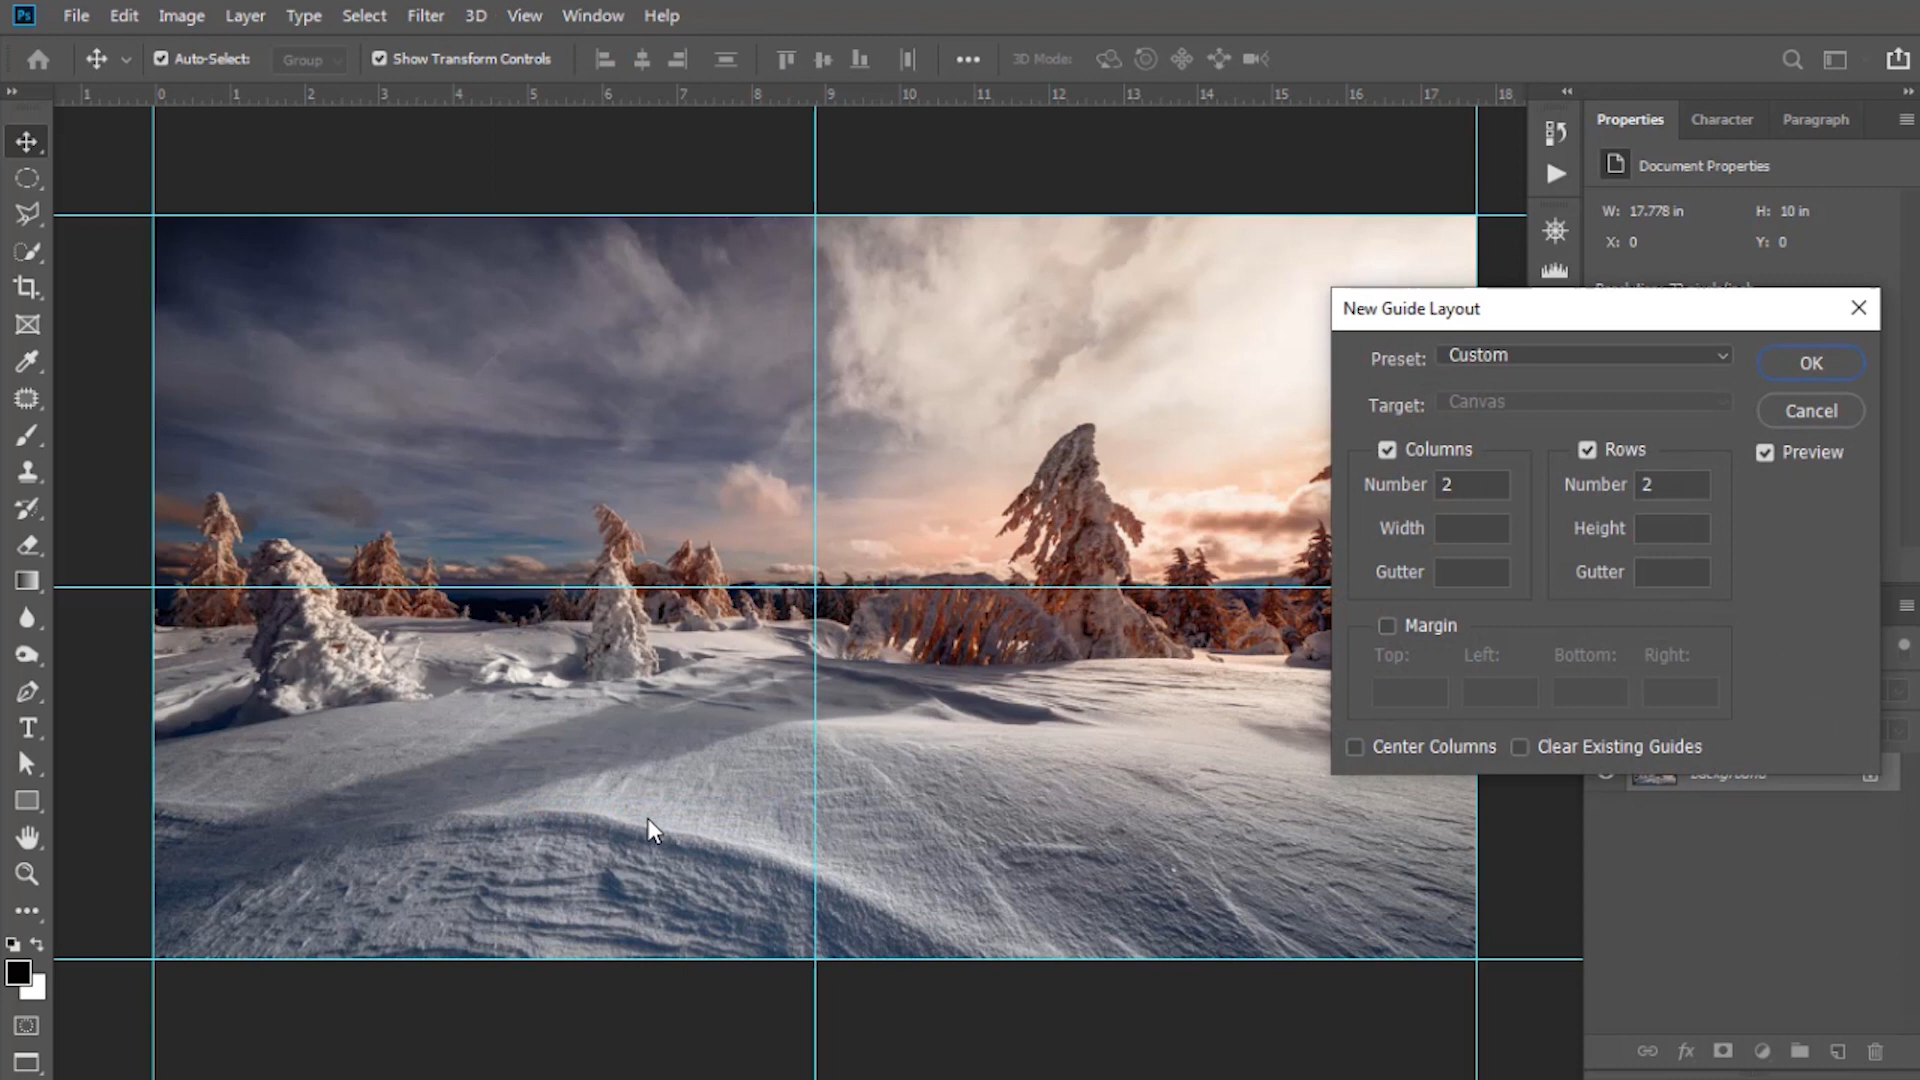 Ps File Edit Image Layer Type Select Filter 3D View Window Help
Auto-Select: Group Show Transform Controls 3D Mode:
1 0 1 2 3 4 5 6 7 8 9 10 11 12 13 14 15 16 17 18
Properties Character Paragraph
Document Properties
W: 17.778 in H: 10 in
X: 0 Y: 0
New Guide Layout
Preset: Custom
OK
Target: Canvas
Cancel
Columns Rows Preview
Number 2 Number 2
Width Height
Gutter Gutter
Margin
Top: Left: Bottom: Right:
Center Columns Clear Existing Guides
Background
T
fx